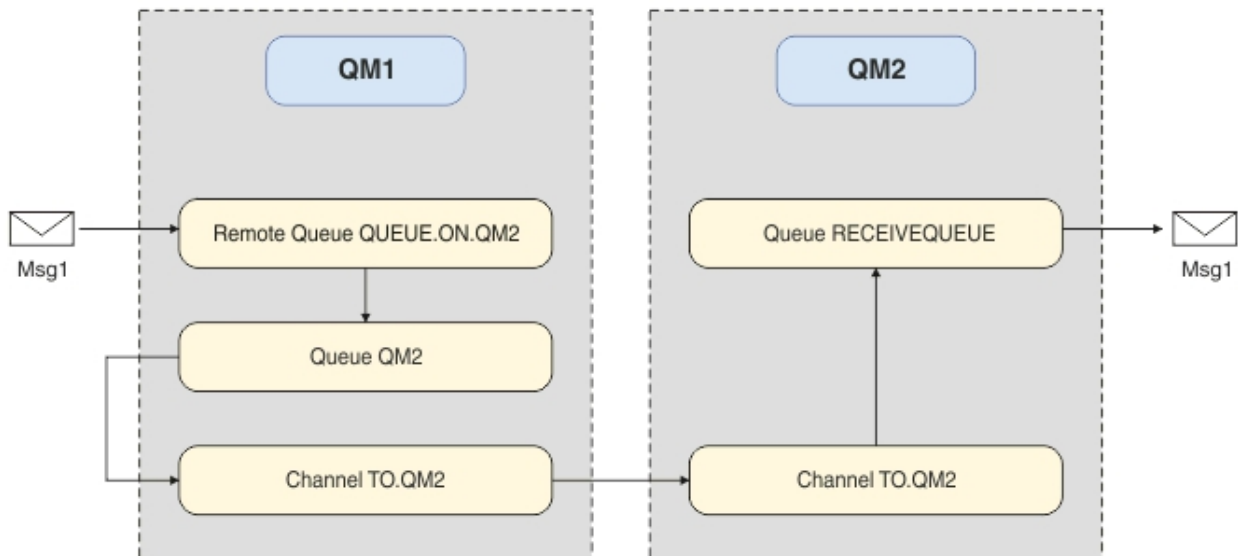 QM1
QM2
Msg1
Remote Queue QUEUE.ON.QM2
Queue QM2
Channel TO.QM2
Queue RECEIVEQUEUE
Channel TO.QM2
Msg1